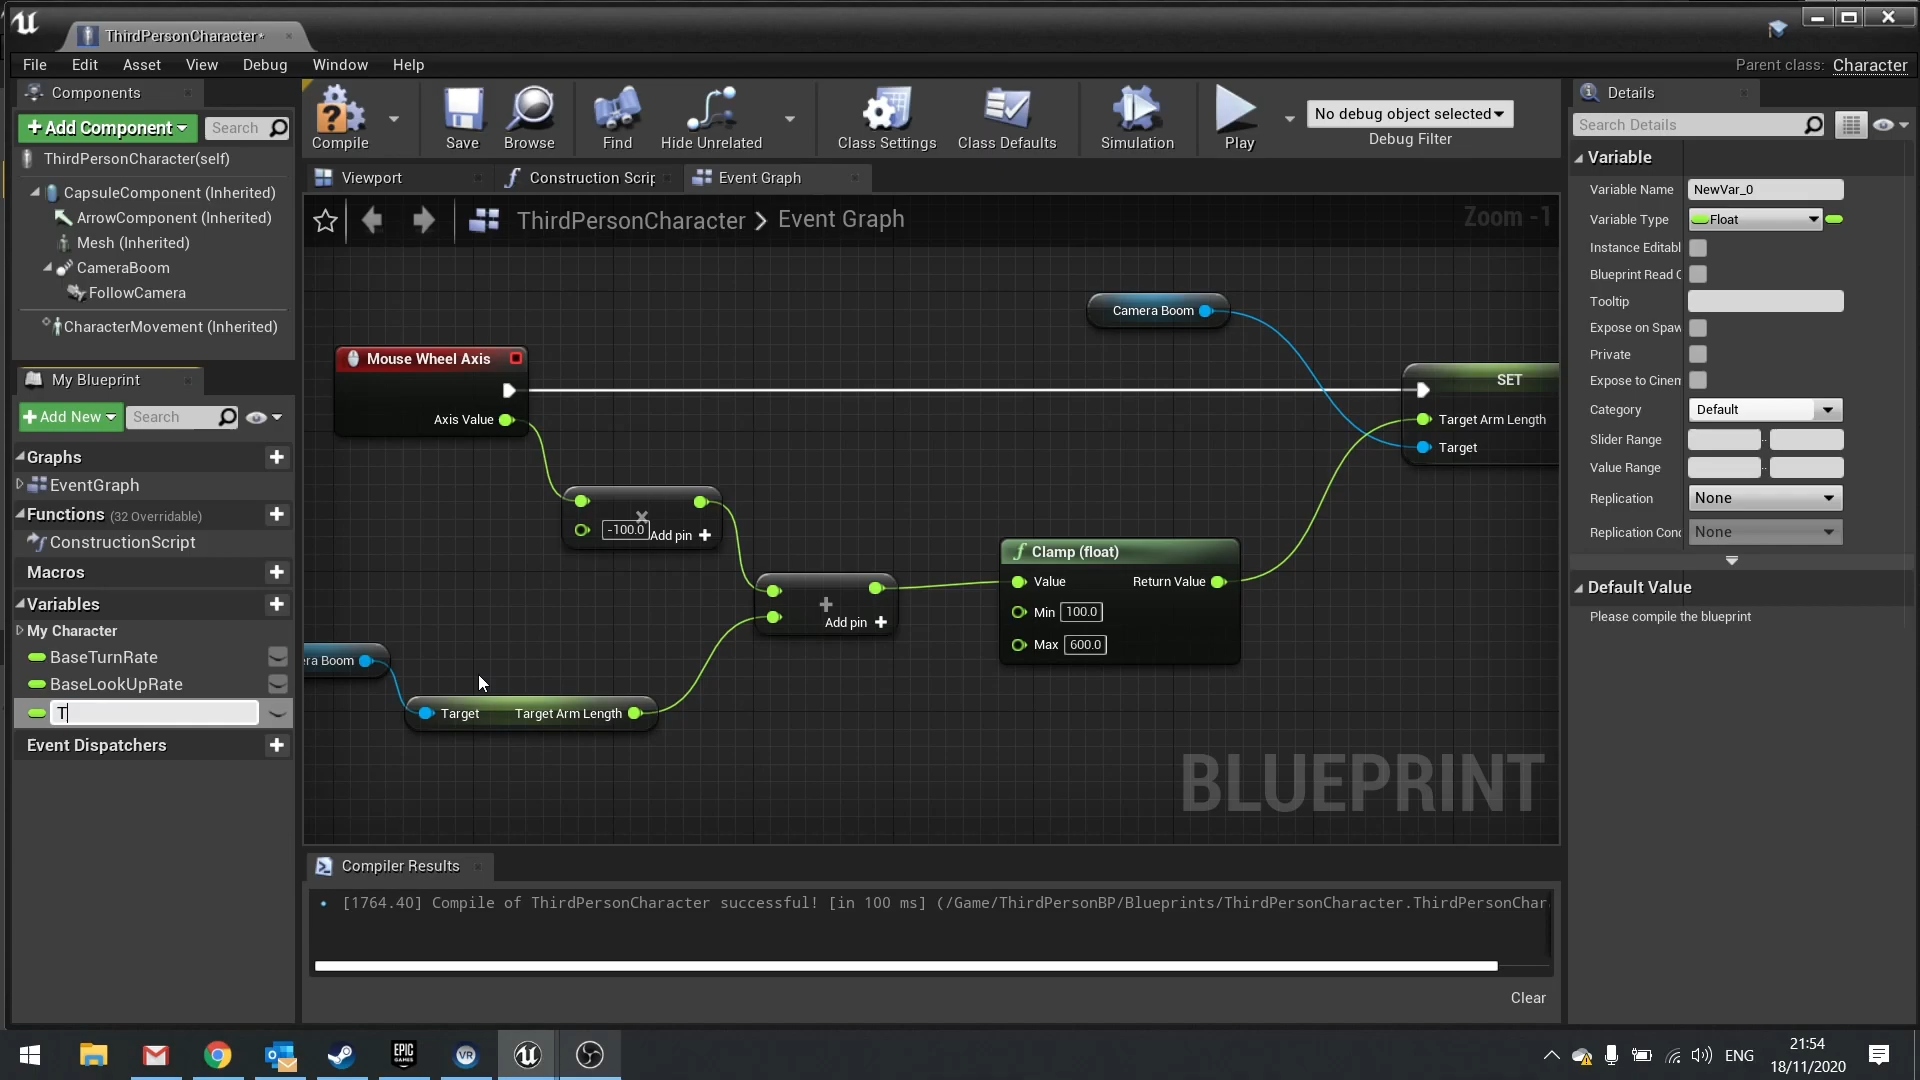 ThirdPersonCharacter*
File Edit Asset View Debug Window Help
Parent class: Character
Components
Add Component
Search
ThirdPersonCharacter(self)
CapsuleComponent (Inherited)
ArrowComponent (Inherited)
Mesh (Inherited)
CameraBoom
FollowCamera
CharacterMovement (Inherited)
My Blueprint
Add New
Search
Graphs
EventGraph
Functions (32 Overridable)
ConstructionScript
Macros
Variables
My Character
BaseTurnRate
BaseLookUpRate
T
Event Dispatchers
Compile
Save
Browse
Find
Hide Unrelated
Class Settings
Class Defaults
Simulation
Play
No debug object selected
Debug Filter
Viewport
Construction Scrip
Event Graph
ThirdPersonCharacter > Event Graph
Zoom -1
Camera Boom
Mouse Wheel Axis
Axis Value
SET
Target Arm Length
Target
-100.0
Add pin
Add pin
Clamp (float)
Value Return Value
Min 100.0
Max 600.0
era Boom
Target Target Arm Length
BLUEPRINT
Compiler Results
[1764.40] Compile of ThirdPersonCharacter successful! [in 100 ms] (/Game/ThirdPersonBP/Blueprints/ThirdPersonCharacter.ThirdPersonChar
Clear
Details
Search Details
Variable
Variable Name NewVar_0
Variable Type Float
Instance Editabl
Blueprint Read C
Tooltip
Expose on Spaw
Private
Expose to Cinen
Category Default
Slider Range
Value Range
Replication None
Replication Conc None
Default Value
Please compile the blueprint
EPIC
GAMES
VR
ENG
21:54
18/11/2020